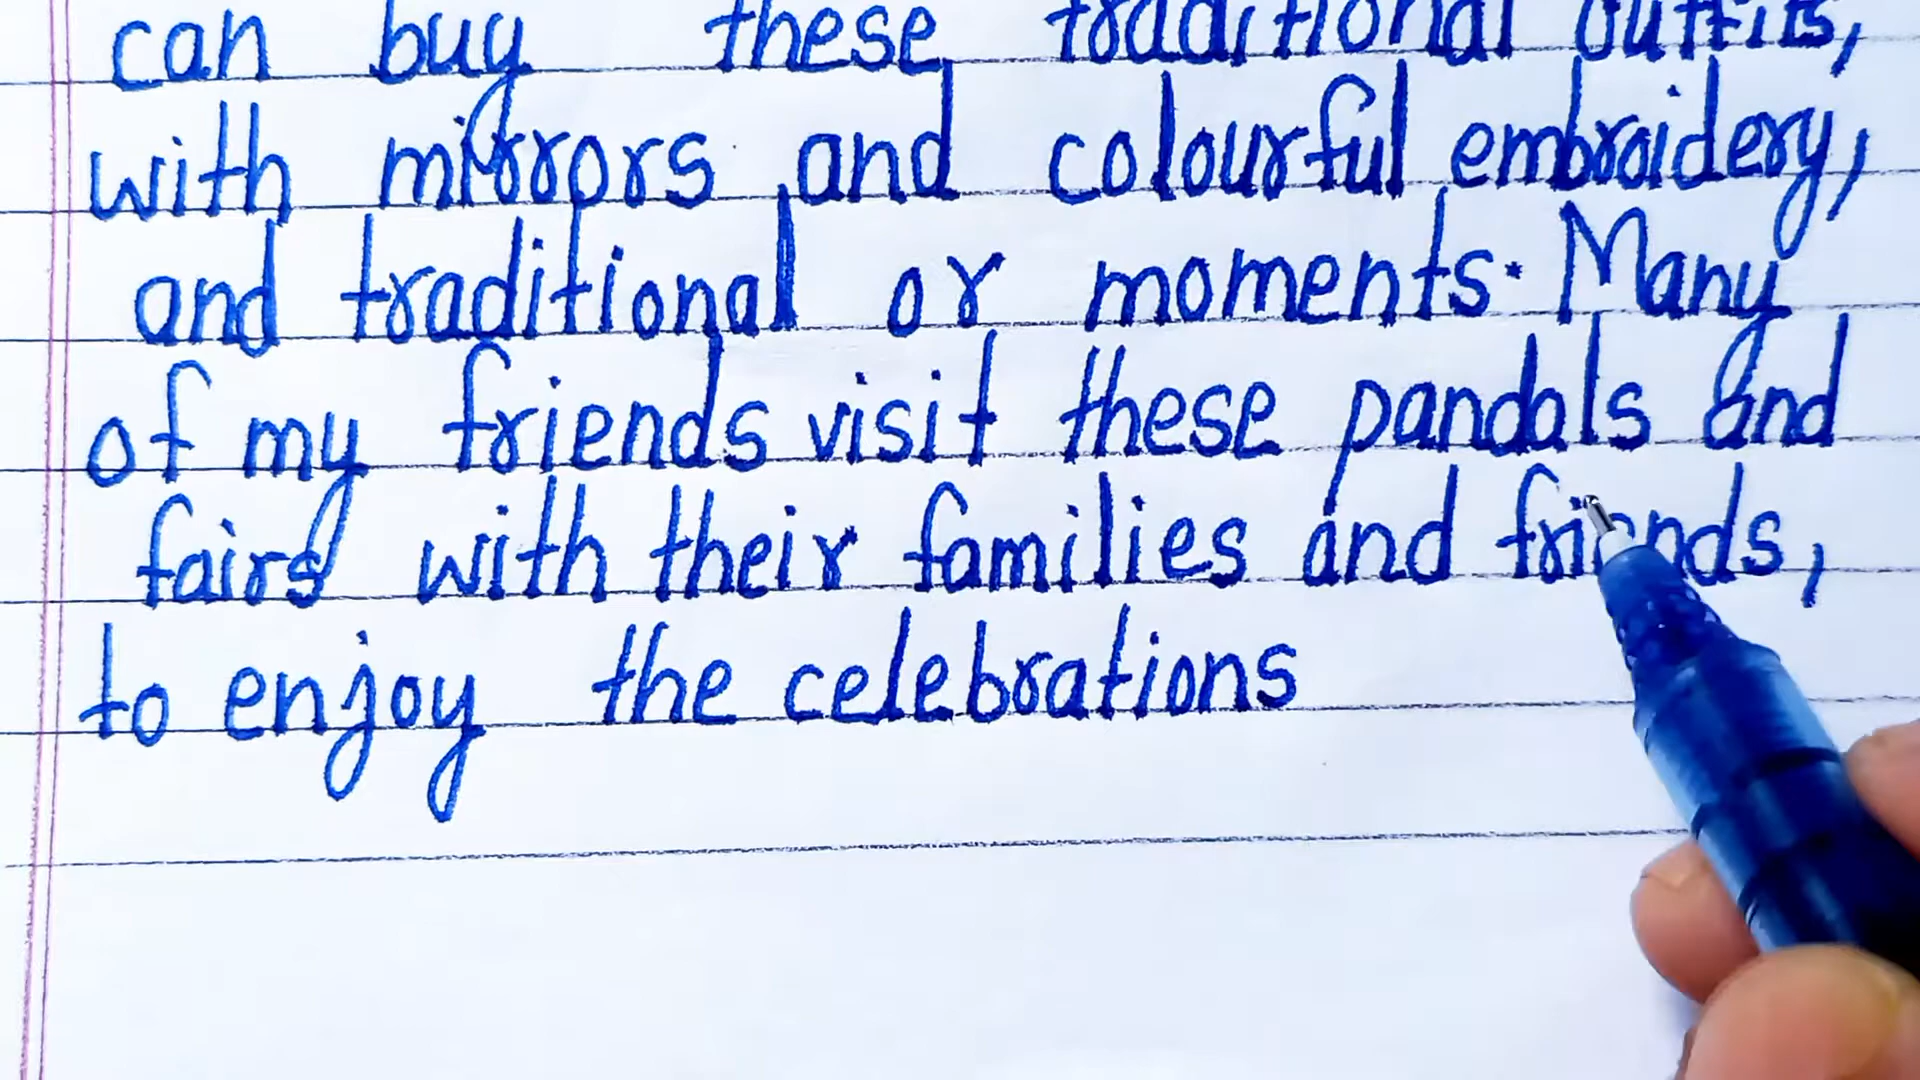 can buy these traditional outfits,
with mirrors and colourful embroidery,
and traditional or moments. Many
of my friends visit these pandals and
fairs with their families and friends,
to enjoy the celebrations